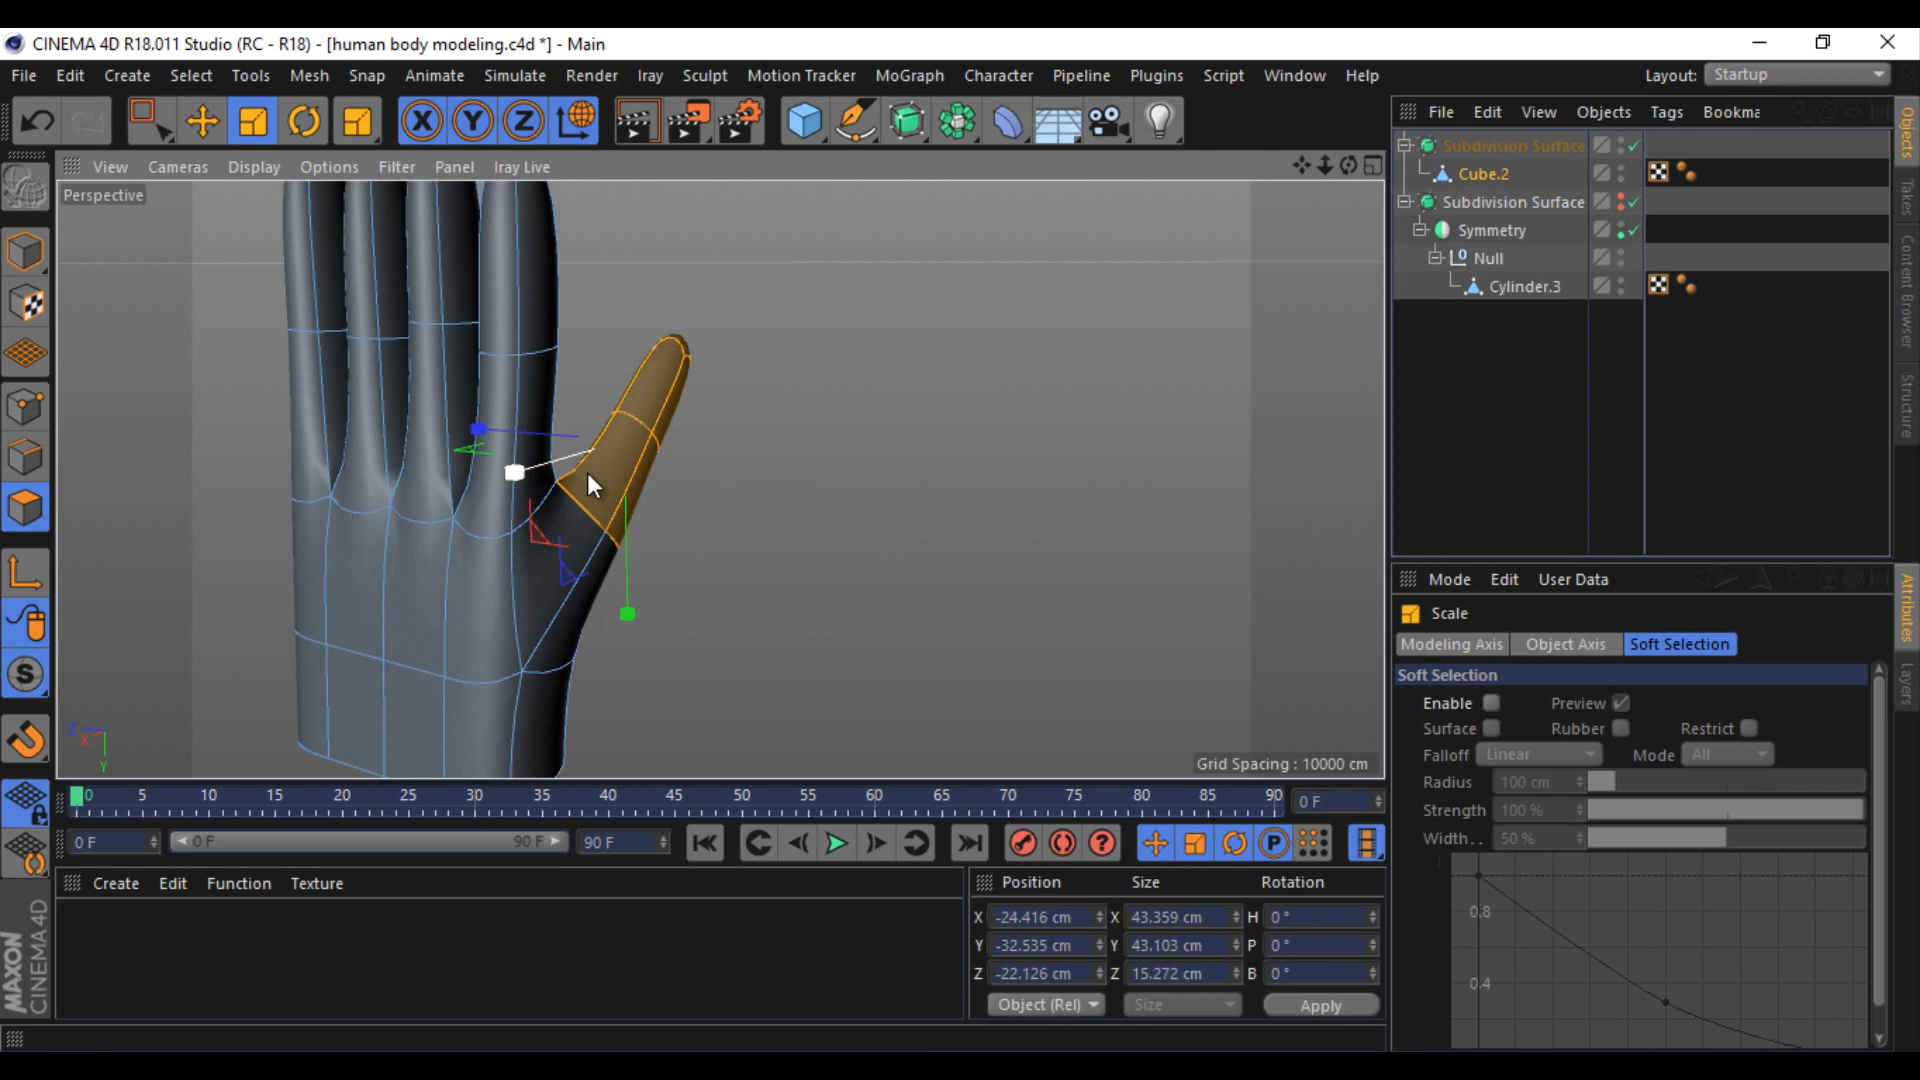 CINEMA 4D R18.011 Studio (RC - R18) - [human body modeling.c4d *] - Main
File Edit Create Select Tools Mesh Snap Animate Simulate Render Iray Sculpt Motion Tracker MoGraph Character Pipeline Plugins Script Window Help Layout: Startup
X Y Z
File Edit View Objects Tags Bookma
View Cameras Display Options Filter Panel Iray Live
Perspective
Subdivision Surface
Cube.2
Subdivision Surface
Symmetry
0 Null
Cylinder.3
Objects
Takes
Content Browser
Structure
Mode Edit User Data
Scale
Modeling Axis Object Axis Soft Selection
Soft Selection
Enable Preview
Surface Rubber Restrict
Falloff Linear Mode All
Radius 100 cm
Strength 100 %
Width.. 50 %
0.8
0.4
Attributes
Layers
S
Z X Y
Grid Spacing : 10000 cm
0 5 10 15 20 25 30 35 40 45 50 55 60 65 70 75 80 85 90 0 F
0 F 0 F 90 F 90 F ? P
Create Edit Function Texture
Position Size Rotation
X -24.416 cm X 43.359 cm H 0 °
Y -32.535 cm Y 43.103 cm P 0 °
Z -22.126 cm Z 15.272 cm B 0 °
Object (Rel) Size Apply
MAXON
CINEMA 4D